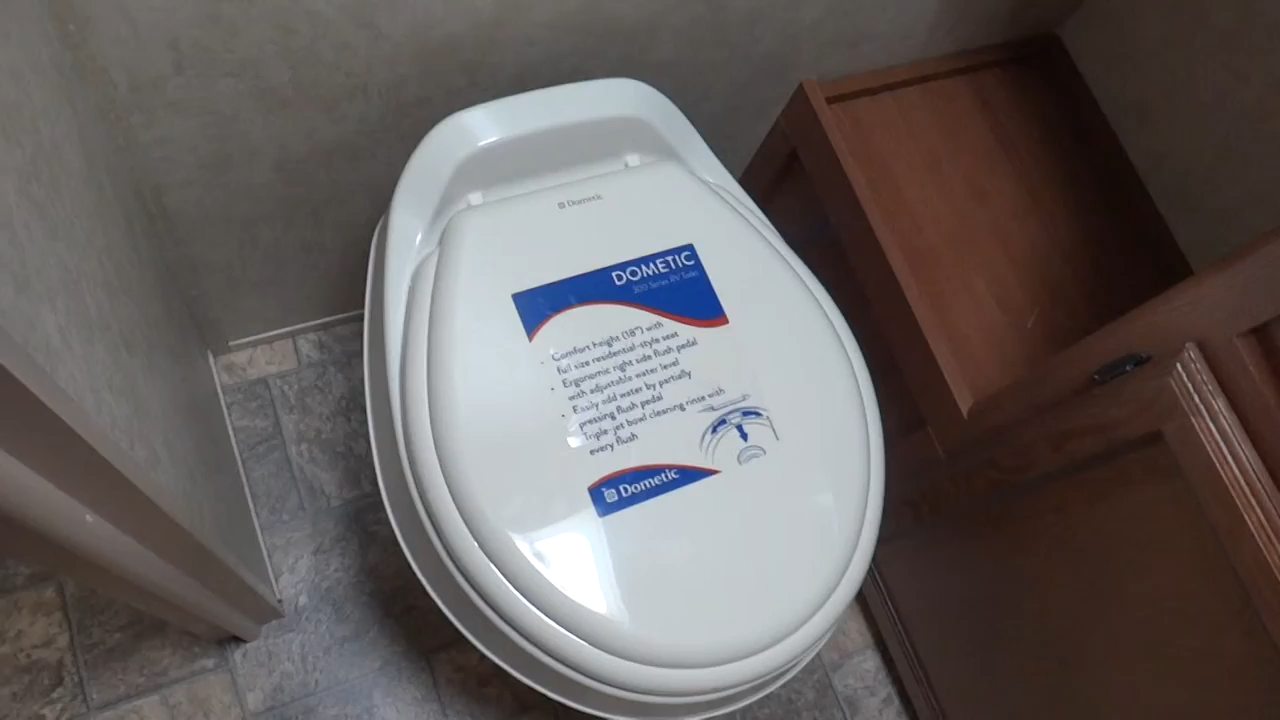 Dometic
DOMETIC
300 Series RV Toilet
• Comfort height (18") with
full size residential-style seat
• Ergonomic right side flush pedal
with adjustable water level
• Easily add water by partially
pressing flush pedal
Triple-jet bowl cleaning rinse with
every flush
Dometic